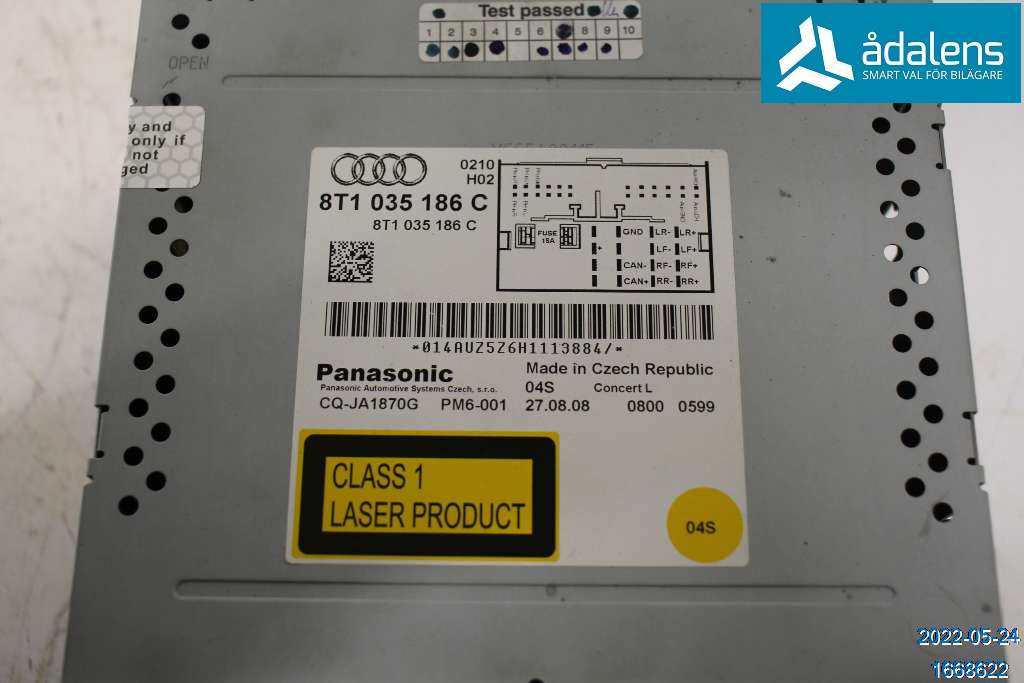 Test passed
1 2 3 4 5 6 8 9 10
OPEN
ådalens
SMART VAL FÖR BILÄGARE
y and
only if
not
ged
0210
H02
8T1 035 186 C
8T1 035 186 C
FUSE
15A
GND LR- LR+
+ LF- LF+
CAN- RF- RF+
CAN+ RR- RR+
*014AUZ5Z6H1113884/*
Panasonic Made in Czech Republic
Panasonic Automotive Systems Czech, s.r.o. 04S Concert L
CQ-JA1870G PM6-001 27.08.08 0800 0599
CLASS 1
LASER PRODUCT
04S
2022-05-24
1668622